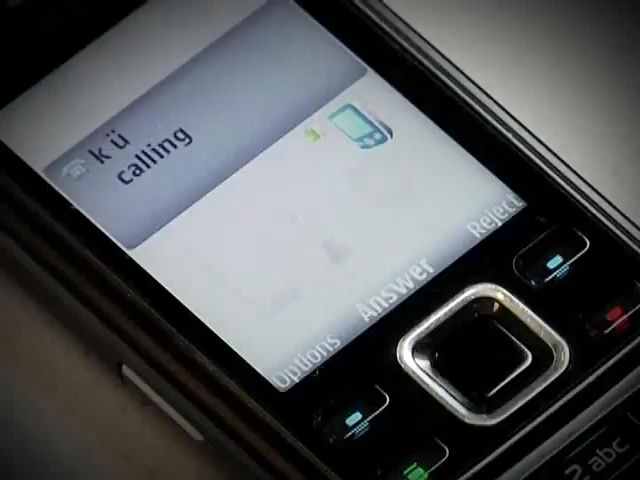 k ü
calling
Options
Answer
Reject
2 abc